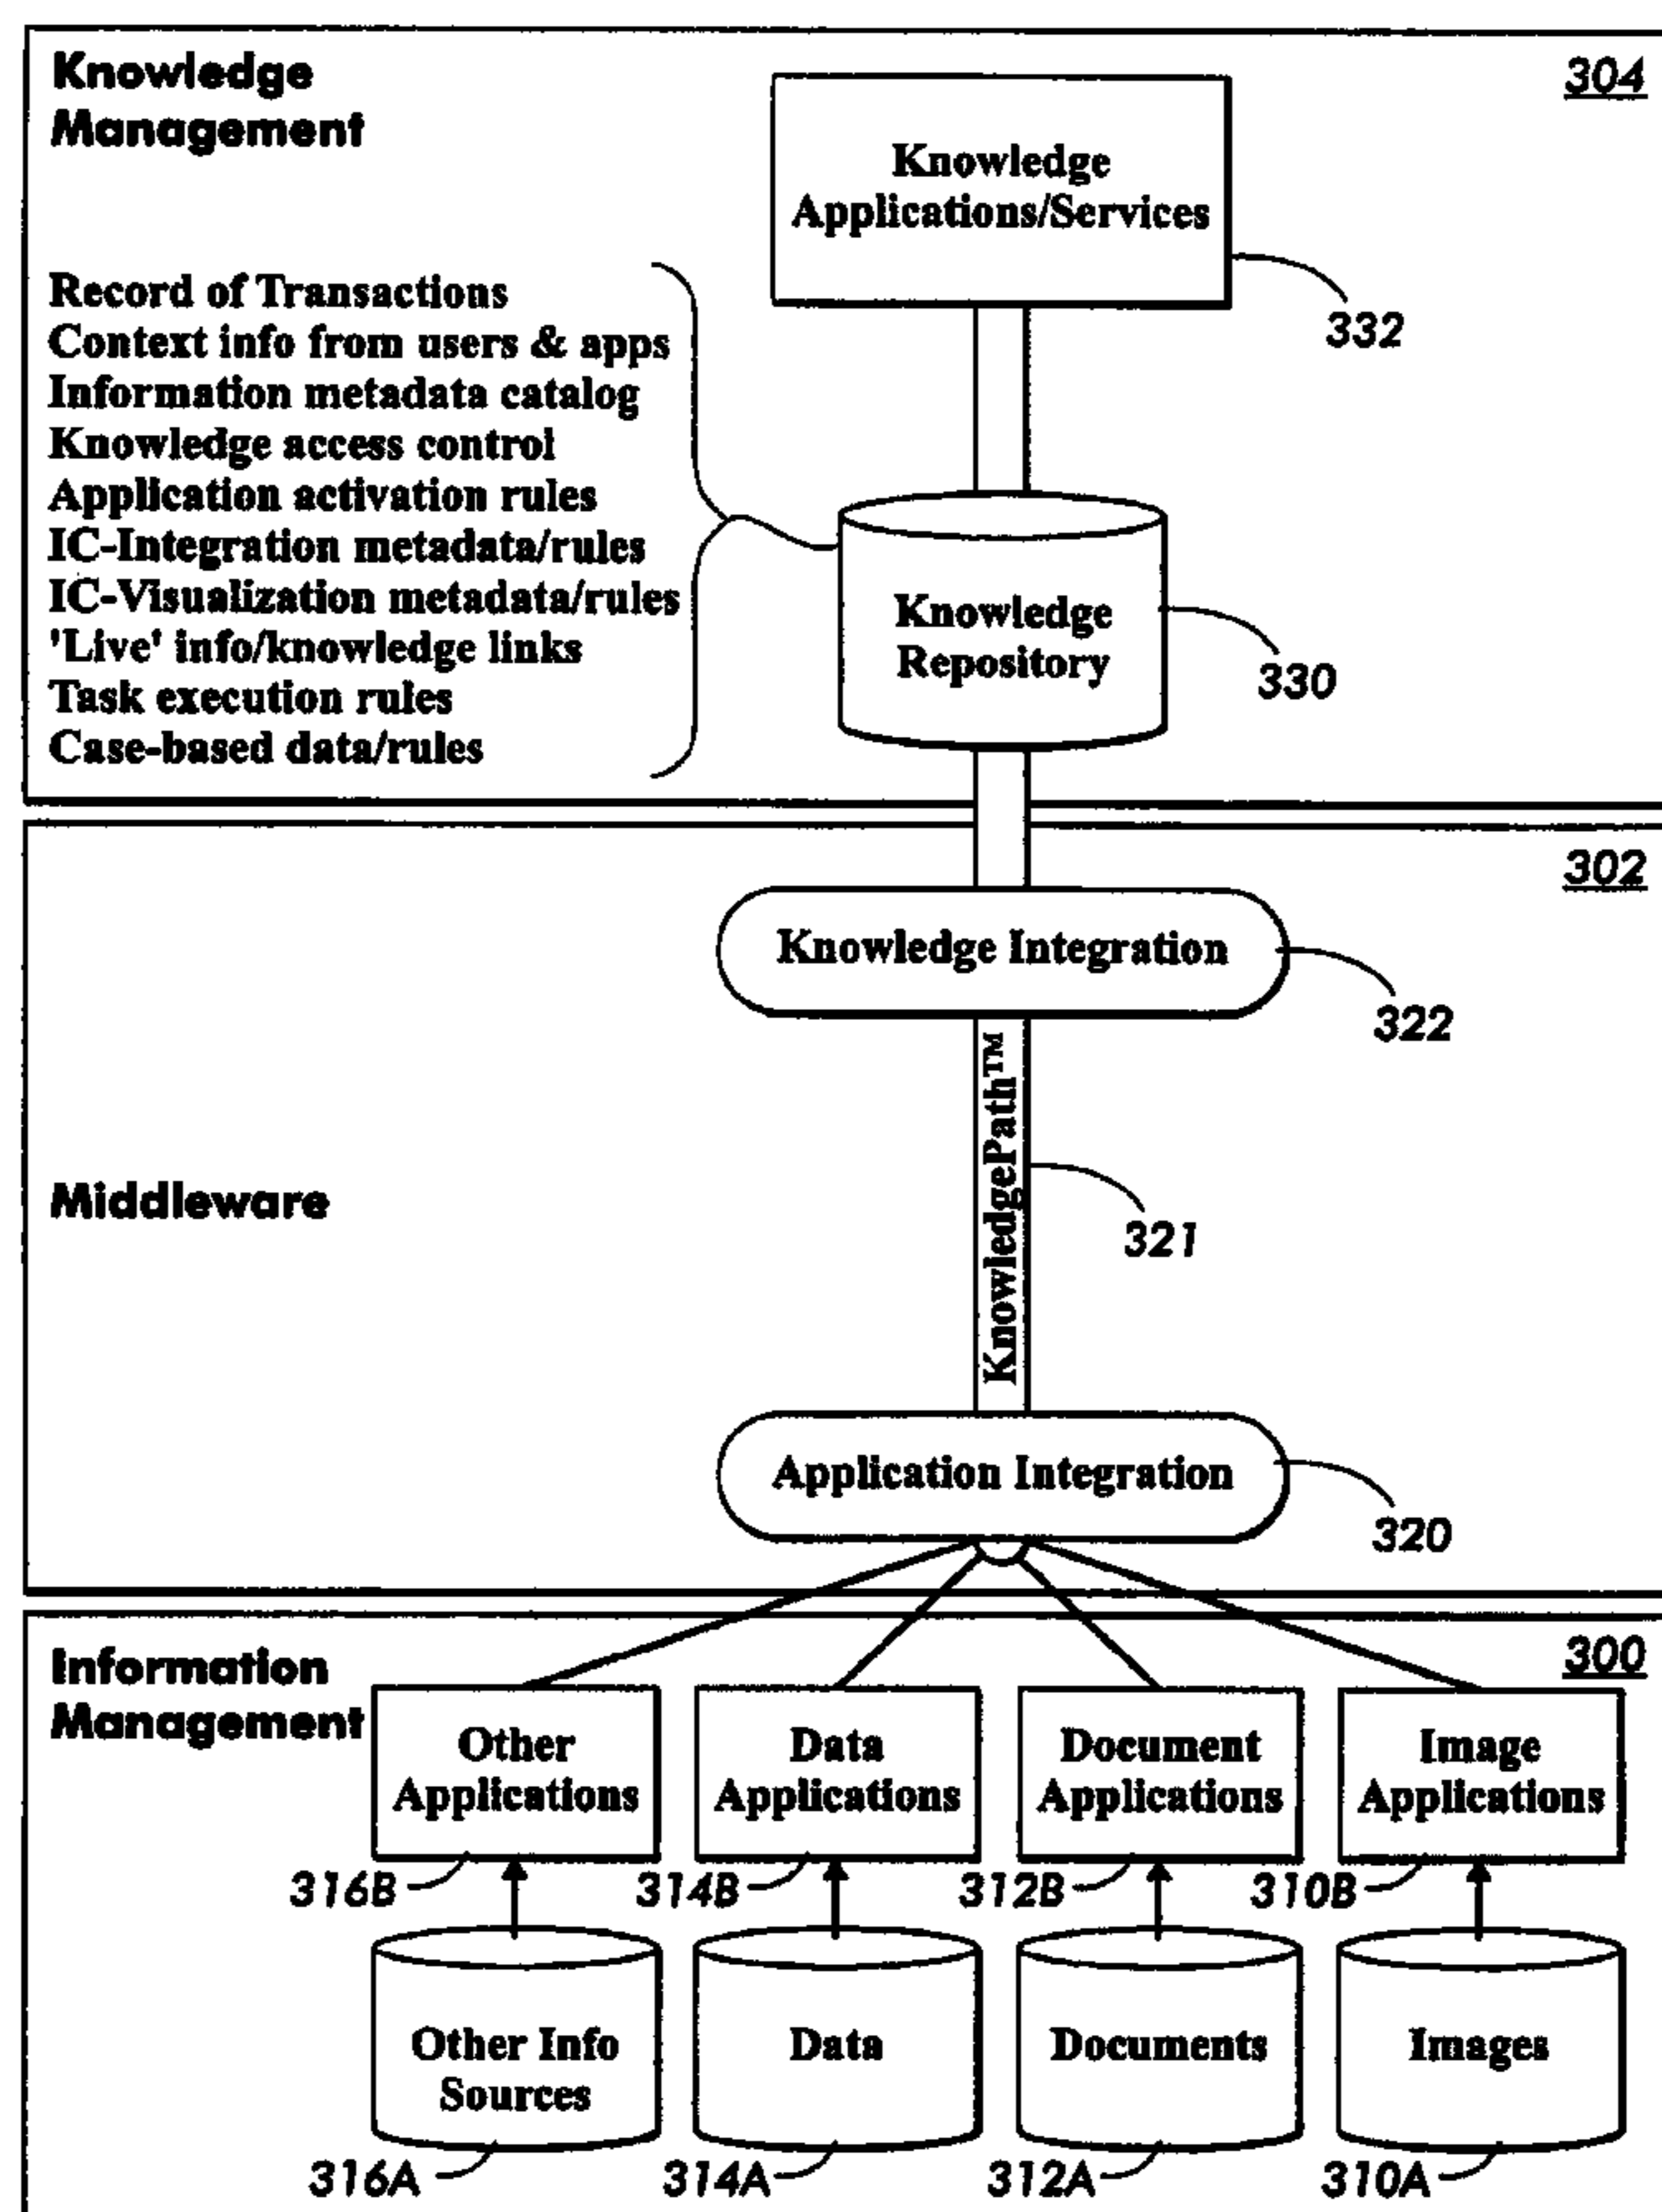 Knowledge
Management
304
Knowledge
Applications/Services
332
Record of Transactions
Context info from users & apps
Information metadata catalog
Knowledge access control
Application activation rules
IC-Integration metadata/rules
IC-Visualization metadata/rules
'Live' info/knowledge links
Task execution rules
Case-based data/rules
Knowledge
Repository
330
302
Knowledge Integration
322
KnowledgePath™
321
Middleware
Application Integration
320
Information
Management
300
Other
Applications
Data
Applications
Document
Applications
Image
Applications
316B
314B
312B
310B
Other Info
Sources
Data
Documents
Images
316A
314A
312A
310A